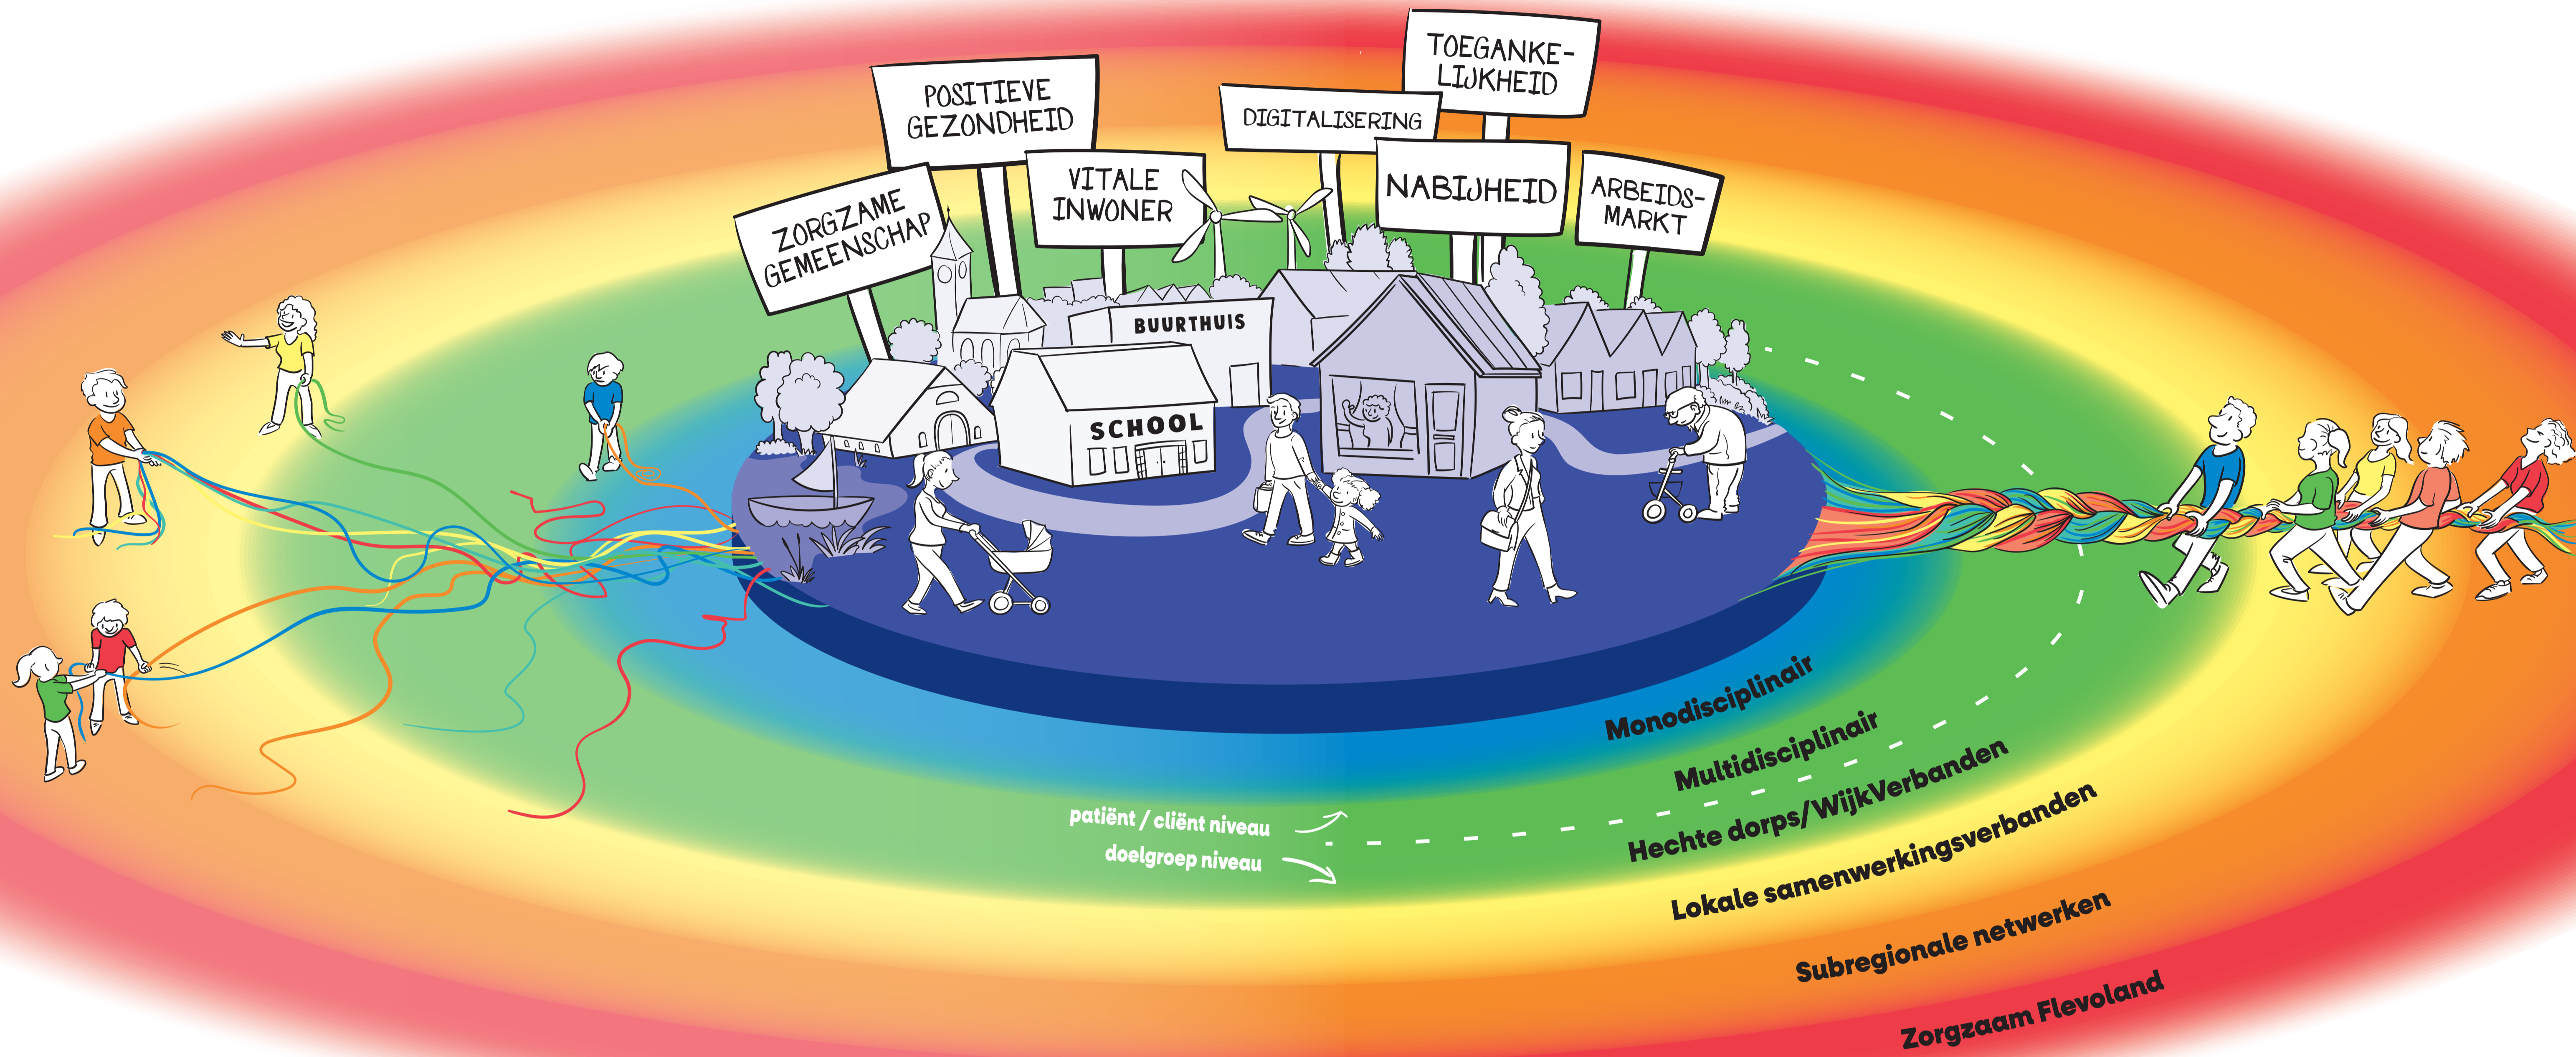 TOEGANKE-
LIJKHEID
POSITIEVE
GEZONDHEID
DIGITALISERING
VITALE
INWONER
NABIJHEID
ARBEIDS-
MARKT
ZORGZAME
GEMEENSCHAP
BUURTHUIS
SCHOOL
Monodisciplinair
Multidisciplinair
Hechte dorps/WijkVerbanden
patiënt / cliënt niveau
doelgroep niveau
Lokale samenwerkingsverbanden
Subregionale netwerken
Zorgzaam Flevoland